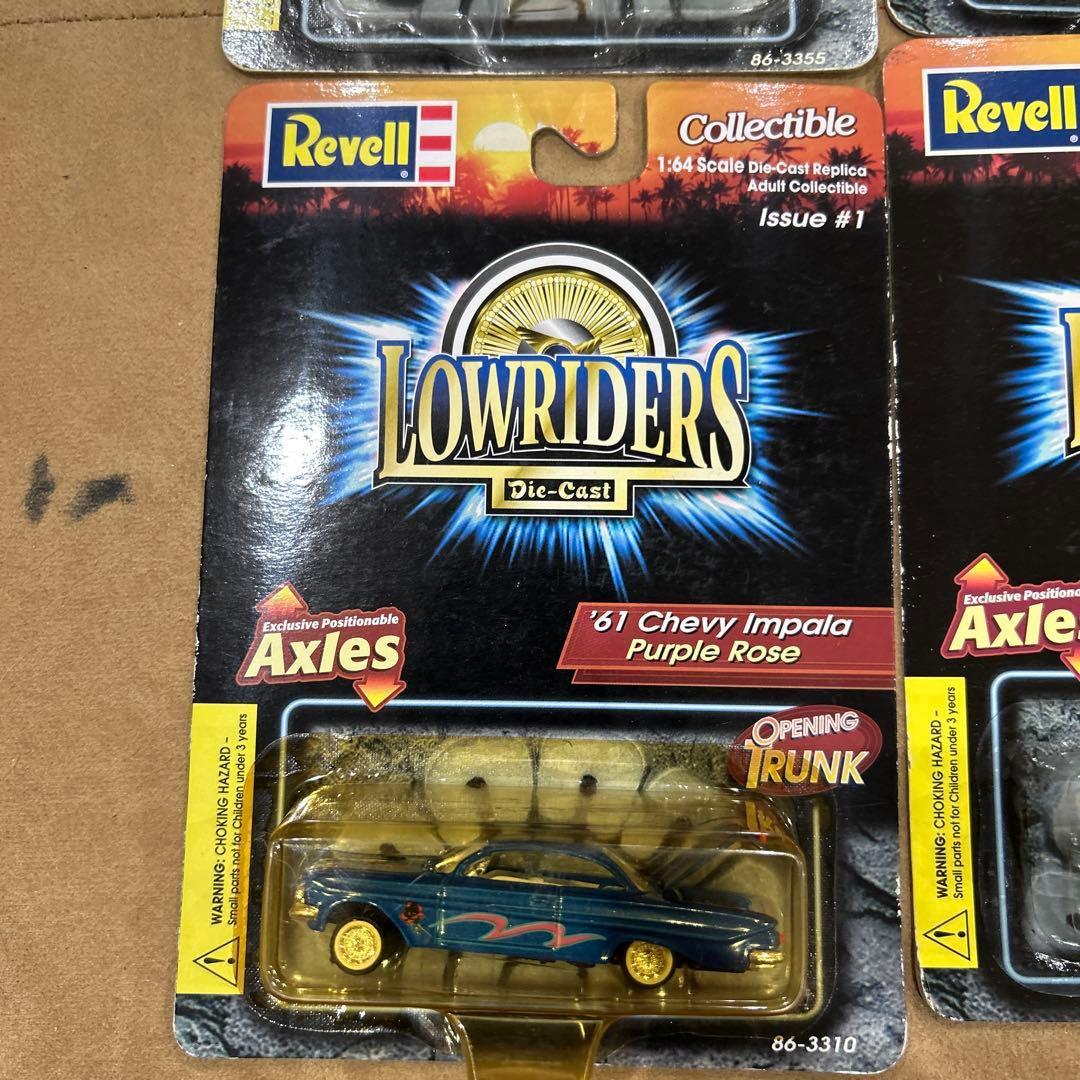 86-3355
Revell
Collectible
1:64 Scale Die-Cast Replica
Adult Collectible
Issue #1
LOWRIDERS
Die-Cast
Exclusive Positionable
Axles
'61 Chevy Impala
Purple Rose
OPENING
TRUNK
WARNING: CHOKING HAZARD –
Small parts not for Children under 3 years
86-3310
Revell
Exclusive Positiona
Axle
WARNING: CHOKING HAZARD –
Small parts not for Children under 3 years